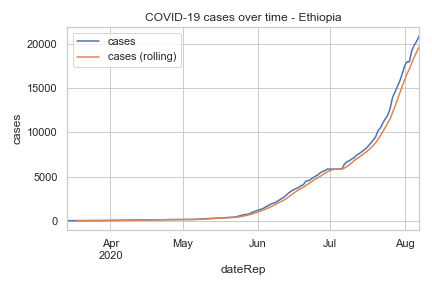 COVID-19 cases over time - Ethiopia
cases
cases (rolling)
20000
15000
10000
5000
0
cases
Apr
2020
May
Jun
Jul
Aug
dateRep